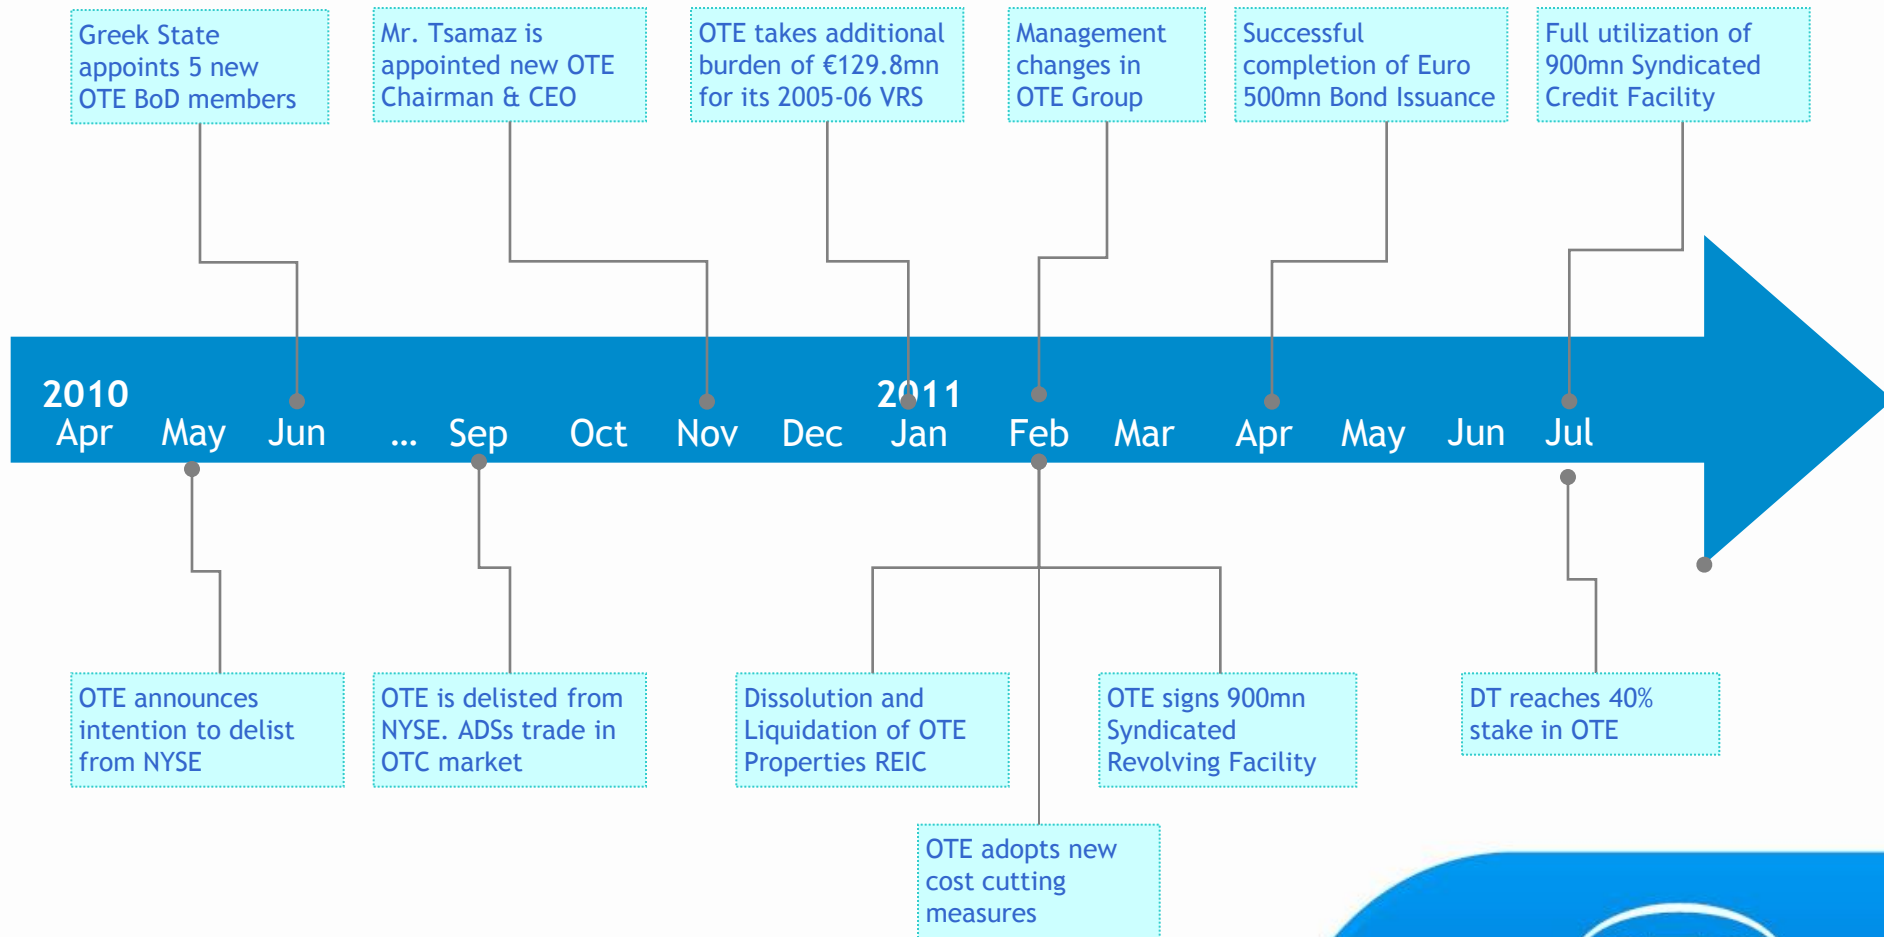 Greek State
appoints 5 new
OTE BoD members
Mr. Tsamaz is
appointed new OTE
Chairman & CEO
OTE takes additional
burden of €129.8mn
for its 2005-06 VRS
Management
changes in
OTE Group
Successful
completion of Euro
500mn Bond Issuance
Full utilization of
900mn Syndicated
Credit Facility
2010 2011
Apr May Jun ... Sep Oct Nov Dec Jan Feb Mar Apr May Jun Jul
OTE announces
intention to delist
from NYSE
OTE is delisted from
NYSE. ADSs trade in
OTC market
Dissolution and
Liquidation of OTE
Properties REIC
OTE signs 900mn
Syndicated
Revolving Facility
DT reaches 40%
stake in OTE
OTE adopts new
cost cutting
measures